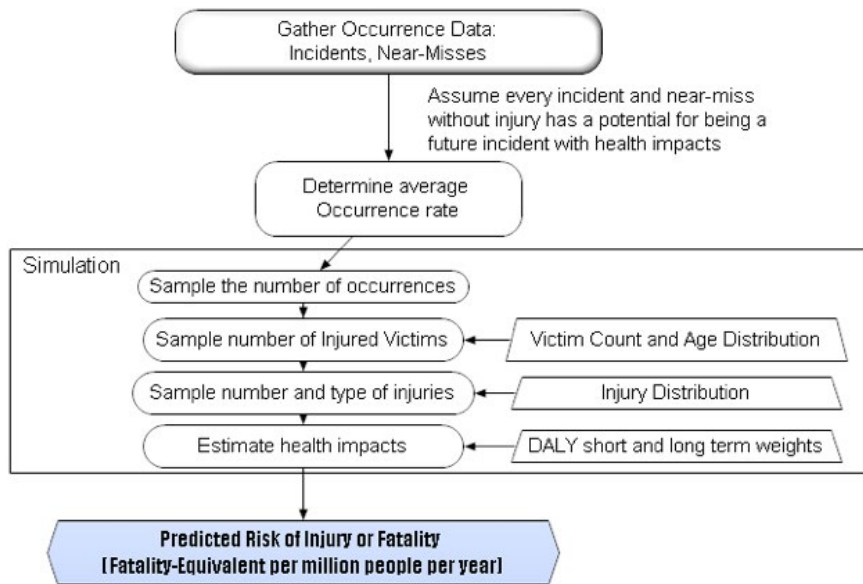 Gather Occurrence Data:
Incidents, Near-Misses
Assume every incident and near-miss
without injury has a potential for being a
future incident with health impacts
Determine average
Occurrence rate
Simulation
Sample the number of occurrences
Sample number of Injured Victims
Victim Count and Age Distribution
Sample number and type of injuries
Injury Distribution
Estimate health impacts
DALY short and long term weights
Predicted Risk of Injury or Fatality
[Fatality-Equivalent per million people per year]